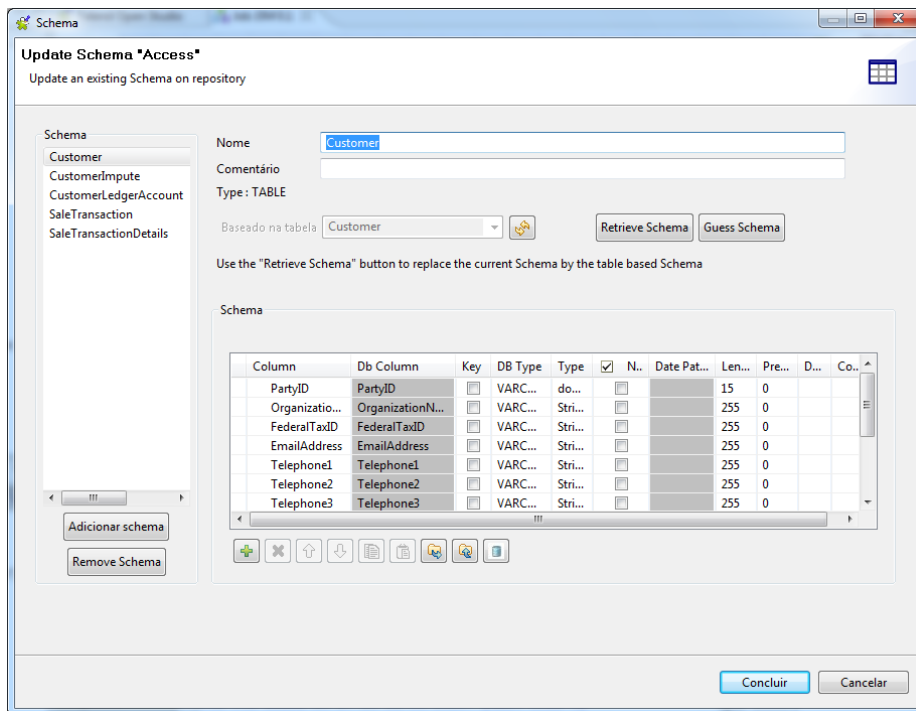 Schema
Update Schema "Access"
Update an existing Schema on repository
Schema
Customer
CustomerImpute
CustomerLedgerAccount
SaleTransaction
SaleTransactionDetails
Adicionar schema
Remove Schema
Nome Customer
Comentário
Type : TABLE
Baseado na tabela Customer Retrieve Schema Guess Schema
Use the "Retrieve Schema" button to replace the current Schema by the table based Schema
Schema
Column Db Column Key DB Type Type N.. Date Pat... Len... Pre... D... Co..
PartyID PartyID VARC... do... 15 0
Organizatio... OrganizationN... VARC... Stri... 255 0
FederalTaxID FederalTaxID VARC... Stri... 255 0
EmailAddress EmailAddress VARC... Stri... 255 0
Telephone1 Telephone1 VARC... Stri... 255 0
Telephone2 Telephone2 VARC... Stri... 255 0
Telephone3 Telephone3 VARC... Stri... 255 0
Concluir Cancelar